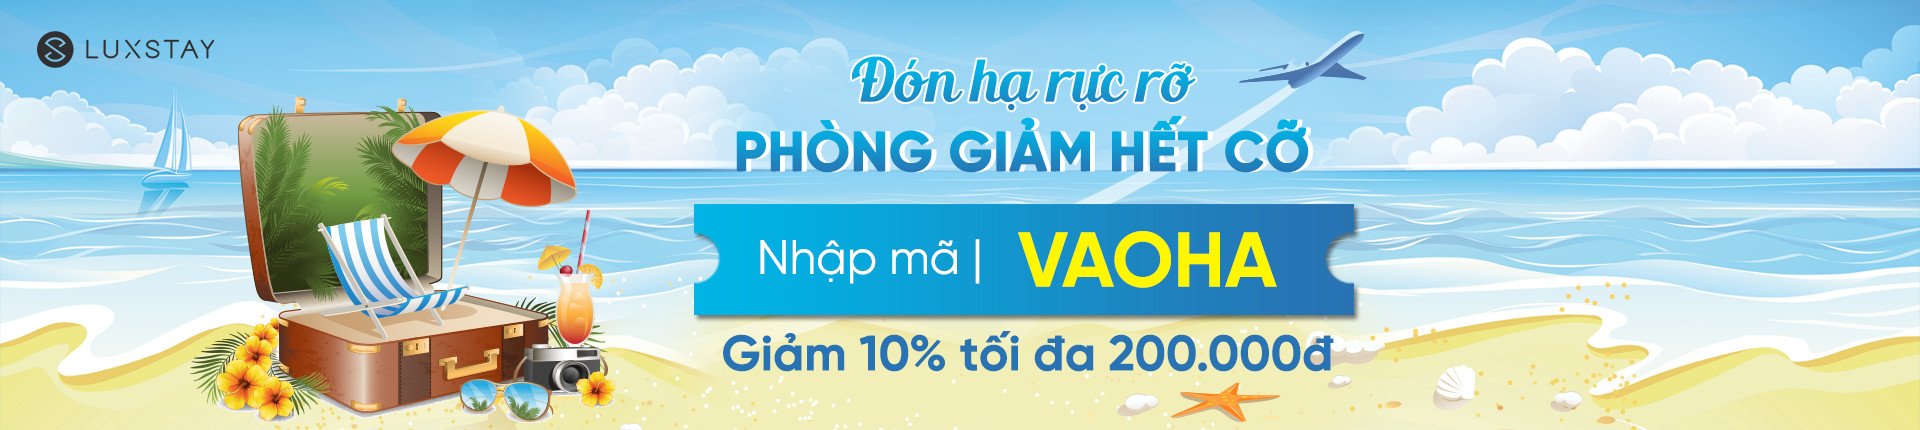 LUXSTAY
Đón hạ rực rỡ
PHÒNG GIẢM HẾT CỠ
Nhập mã | VAOHA
Giảm 10% tối đa 200.000đ